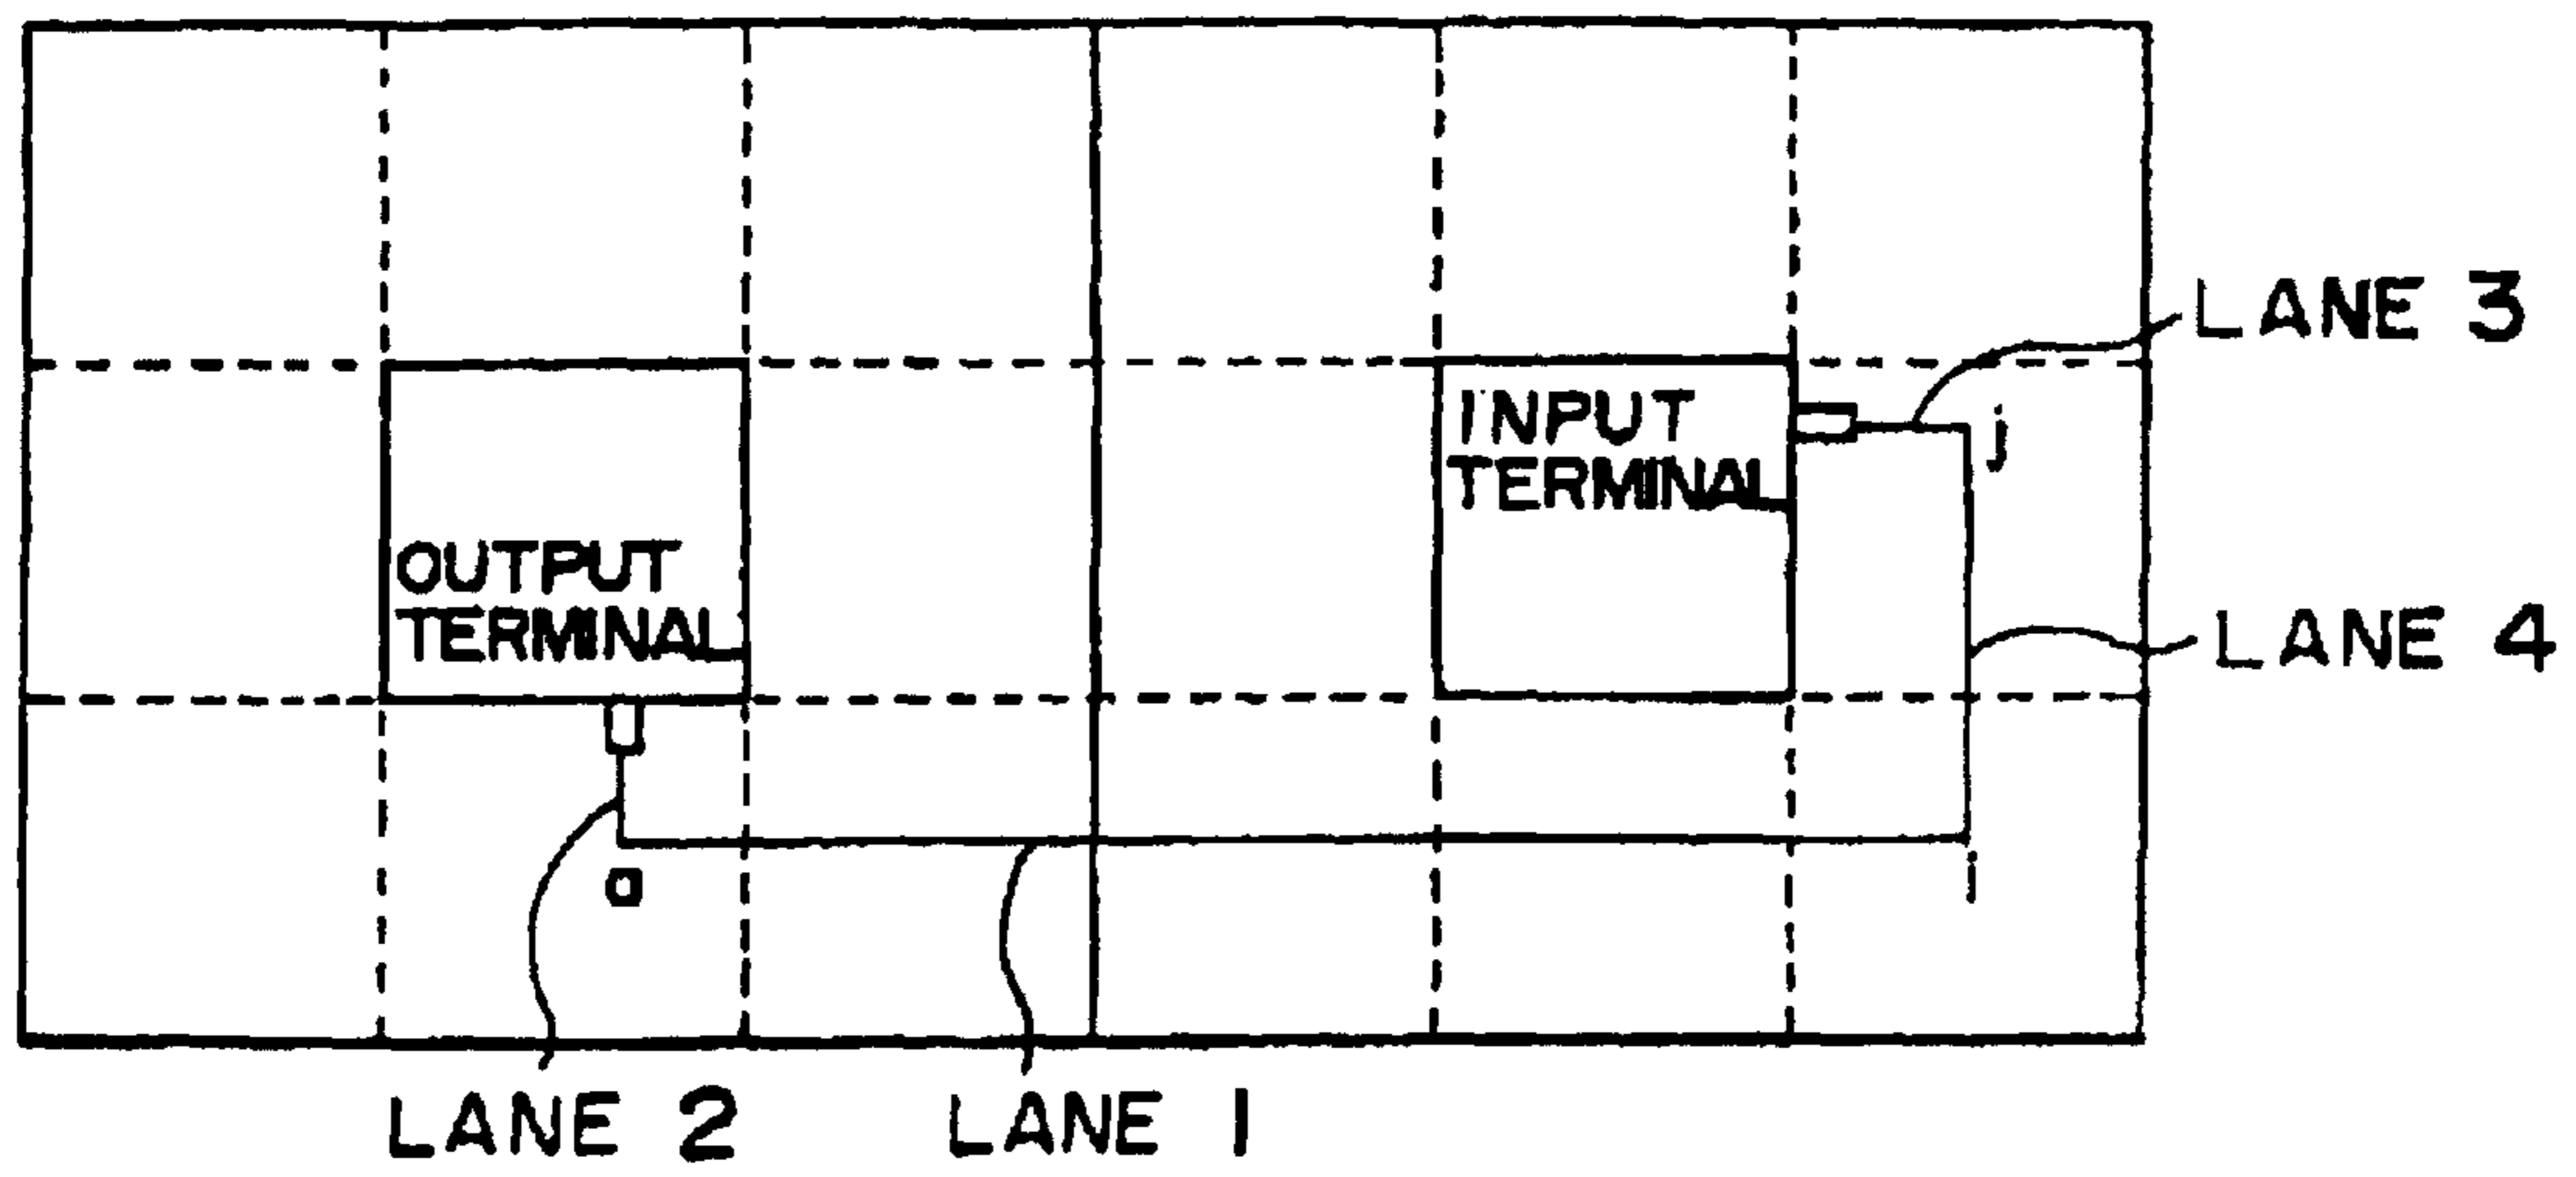 LANE 3
INPUT
TERMINAL
j
OUTPUT
TERMINAL
LANE 4
a
i
LANE 2
LANE 1